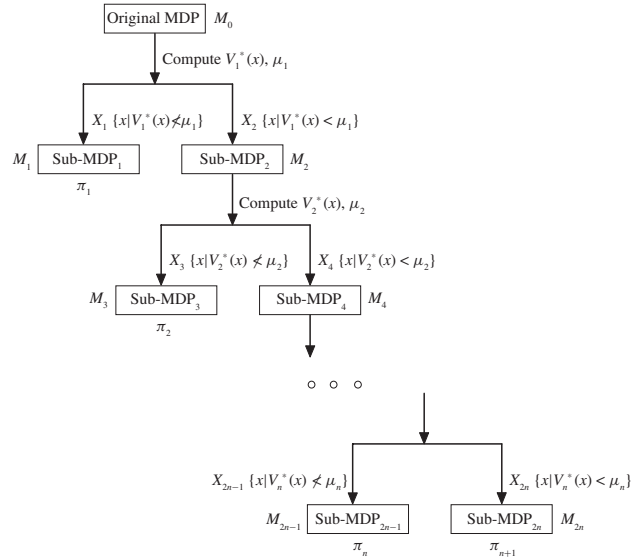 Original MDP M₀
Compute V₁*(x), μ₁
X₁ {x|V₁*(x)≮μ₁} X₂ {x|V₁*(x) < μ₁}
M₁ Sub-MDP₁ Sub-MDP₂ M₂
π₁
Compute V₂*(x), μ₂
X₃ {x|V₂*(x) ≮ μ₂} X₄ {x|V₂*(x) < μ₂}
M₃ Sub-MDP₃ Sub-MDP₄ M₄
π₂
X₂ₙ₋₁ {x|Vₙ*(x) ≮ μₙ} X₂ₙ {x|Vₙ*(x) < μₙ}
M₂ₙ₋₁ Sub-MDP₂ₙ₋₁ Sub-MDP₂ₙ M₂ₙ
πₙ πₙ₊₁